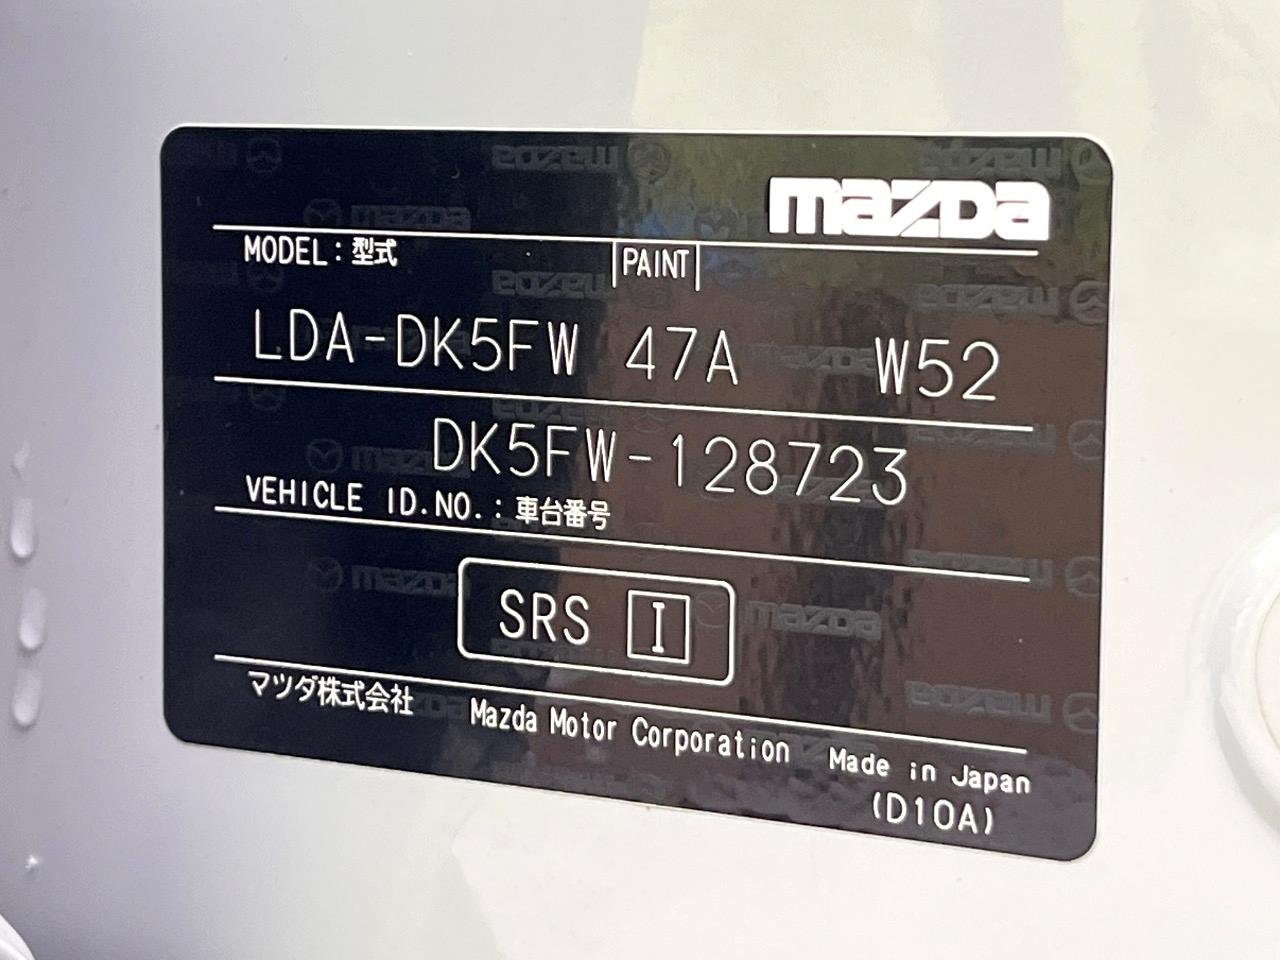 mazda
MODEL：型式 PAINT
LDA-DK5FW 47A W52
DK5FW-128723
VEHICLE ID.NO.：車台番号
SRS I
マツダ株式会社 Mazda Motor Corporation Made in Japan
(D10A)